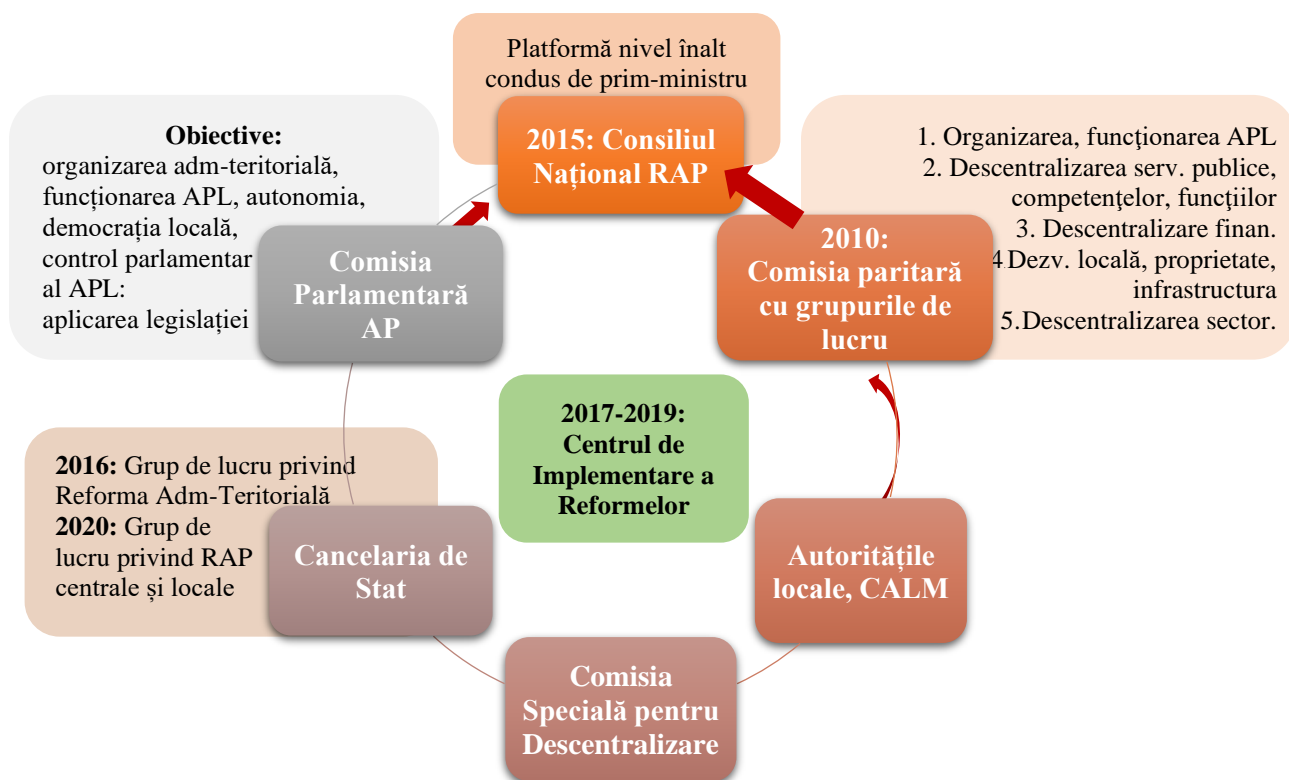 Platformă nivel înalt
condus de prim-ministru
2015: Consiliul
Național RAP
Obiective:
organizarea adm-teritorială,
funcționarea APL, autonomia,
democrația locală,
control parlamentar
al APL:
aplicarea legislației
Comisia
Parlamentară
AP
1. Organizarea, funcţionarea APL
2. Descentralizarea serv. publice,
competenţelor, funcţiilor
3. Descentralizare finan.
4.Dezv. locală, proprietate,
infrastructura
5.Descentralizarea sector.
2010:
Comisia paritară
cu grupurile de
lucru
2017-2019:
Centrul de
Implementare a
Reformelor
2016: Grup de lucru privind
Reforma Adm-Teritorială
2020: Grup de
lucru privind RAP
centrale și locale
Cancelaria de
Stat
Autoritățile
locale, CALM
Comisia
Specială pentru
Descentralizare